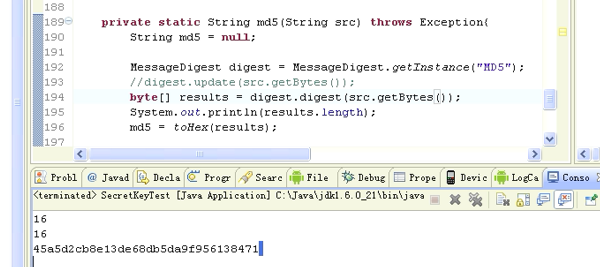 188
189 private static String md5(String src) throws Exception{
190 String md5 = null;
191
192 MessageDigest digest = MessageDigest.getInstance("MD5");
193 //digest.update(src.getBytes());
194 byte[] results = digest.digest(src.getBytes());
195 System.out.println(results.length);
196 md5 = toHex(results);
197
Probl Javad Decla Progr Searc File Debug Prope Devic LogCa Conso
<terminated> SecretKeyTest [Java Application] C:\Java\jdk1.6.0_21\bin\java
16
16
45a5d2cb8e13de68db5da9f956138471